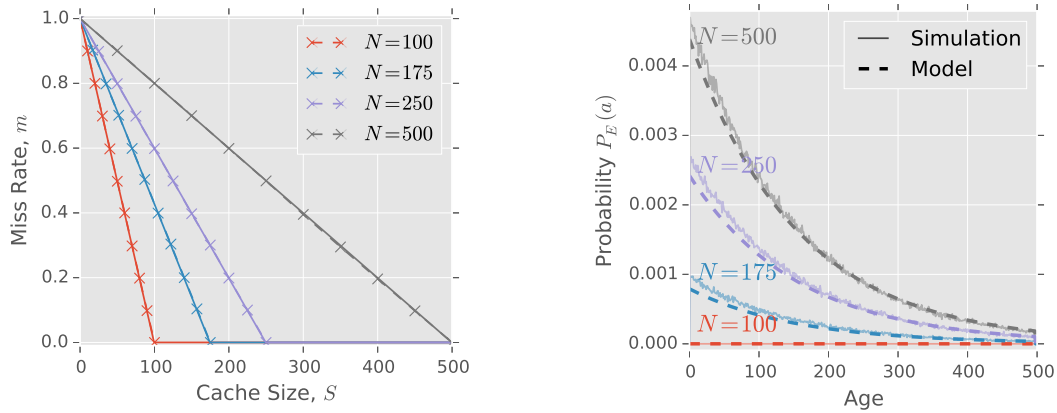 1.0
0.8
0.6
0.4
0.2
0.0
Miss Rate, m
0 100 200 300 400 500
Cache Size, S
N=100
N=175
N=250
N=500
0.004
0.003
0.002
0.001
0.000
Probability P_E(a)
0 100 200 300 400 500
Age
Simulation
Model
N=500
N=250
N=175
N=100